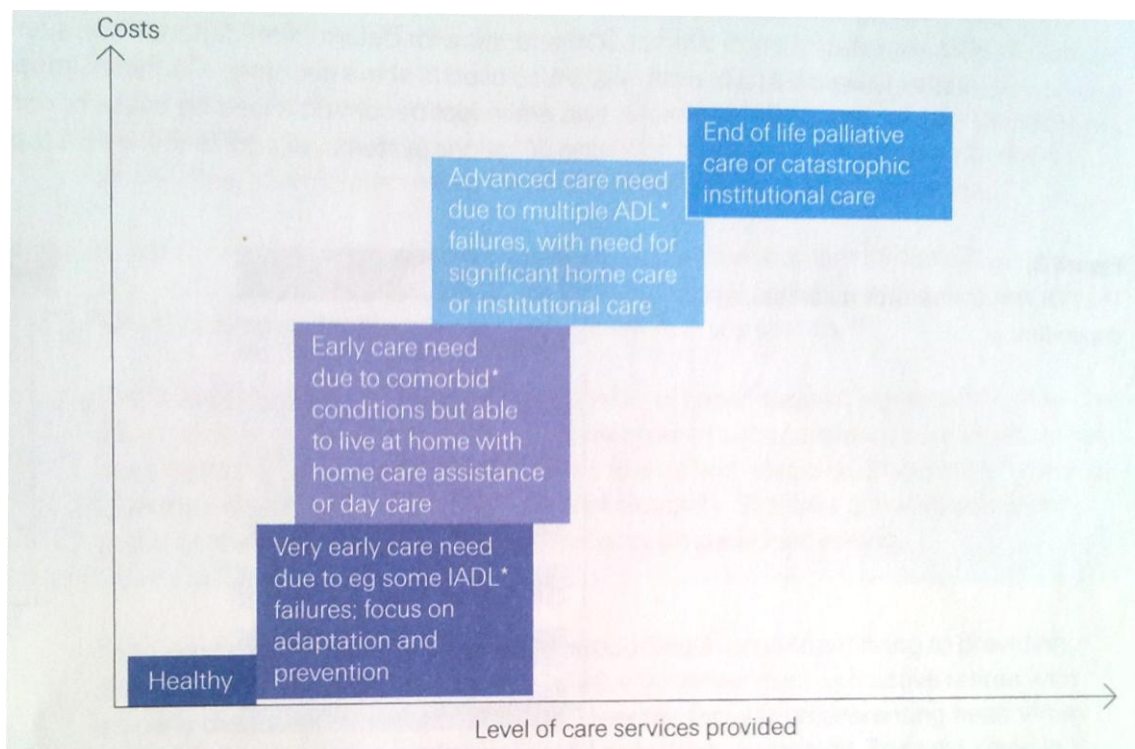 Costs
End of life palliative
care or catastrophic
institutional care
Advanced care need
due to multiple ADL*
failures, with need for
significant home care
or institutional care
Early care need
due to comorbid*
conditions but able
to live at home with
home care assistance
or day care
Very early care need
due to eg some IADL*
failures; focus on
adaptation and
prevention
Healthy
Level of care services provided